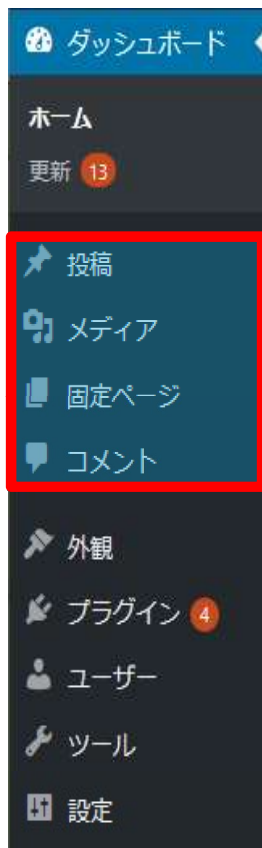 ダッシュボード
ホーム
更新 13
投稿
メディア
固定ページ
コメント
外観
プラグイン 4
ユーザー
ツール
設定